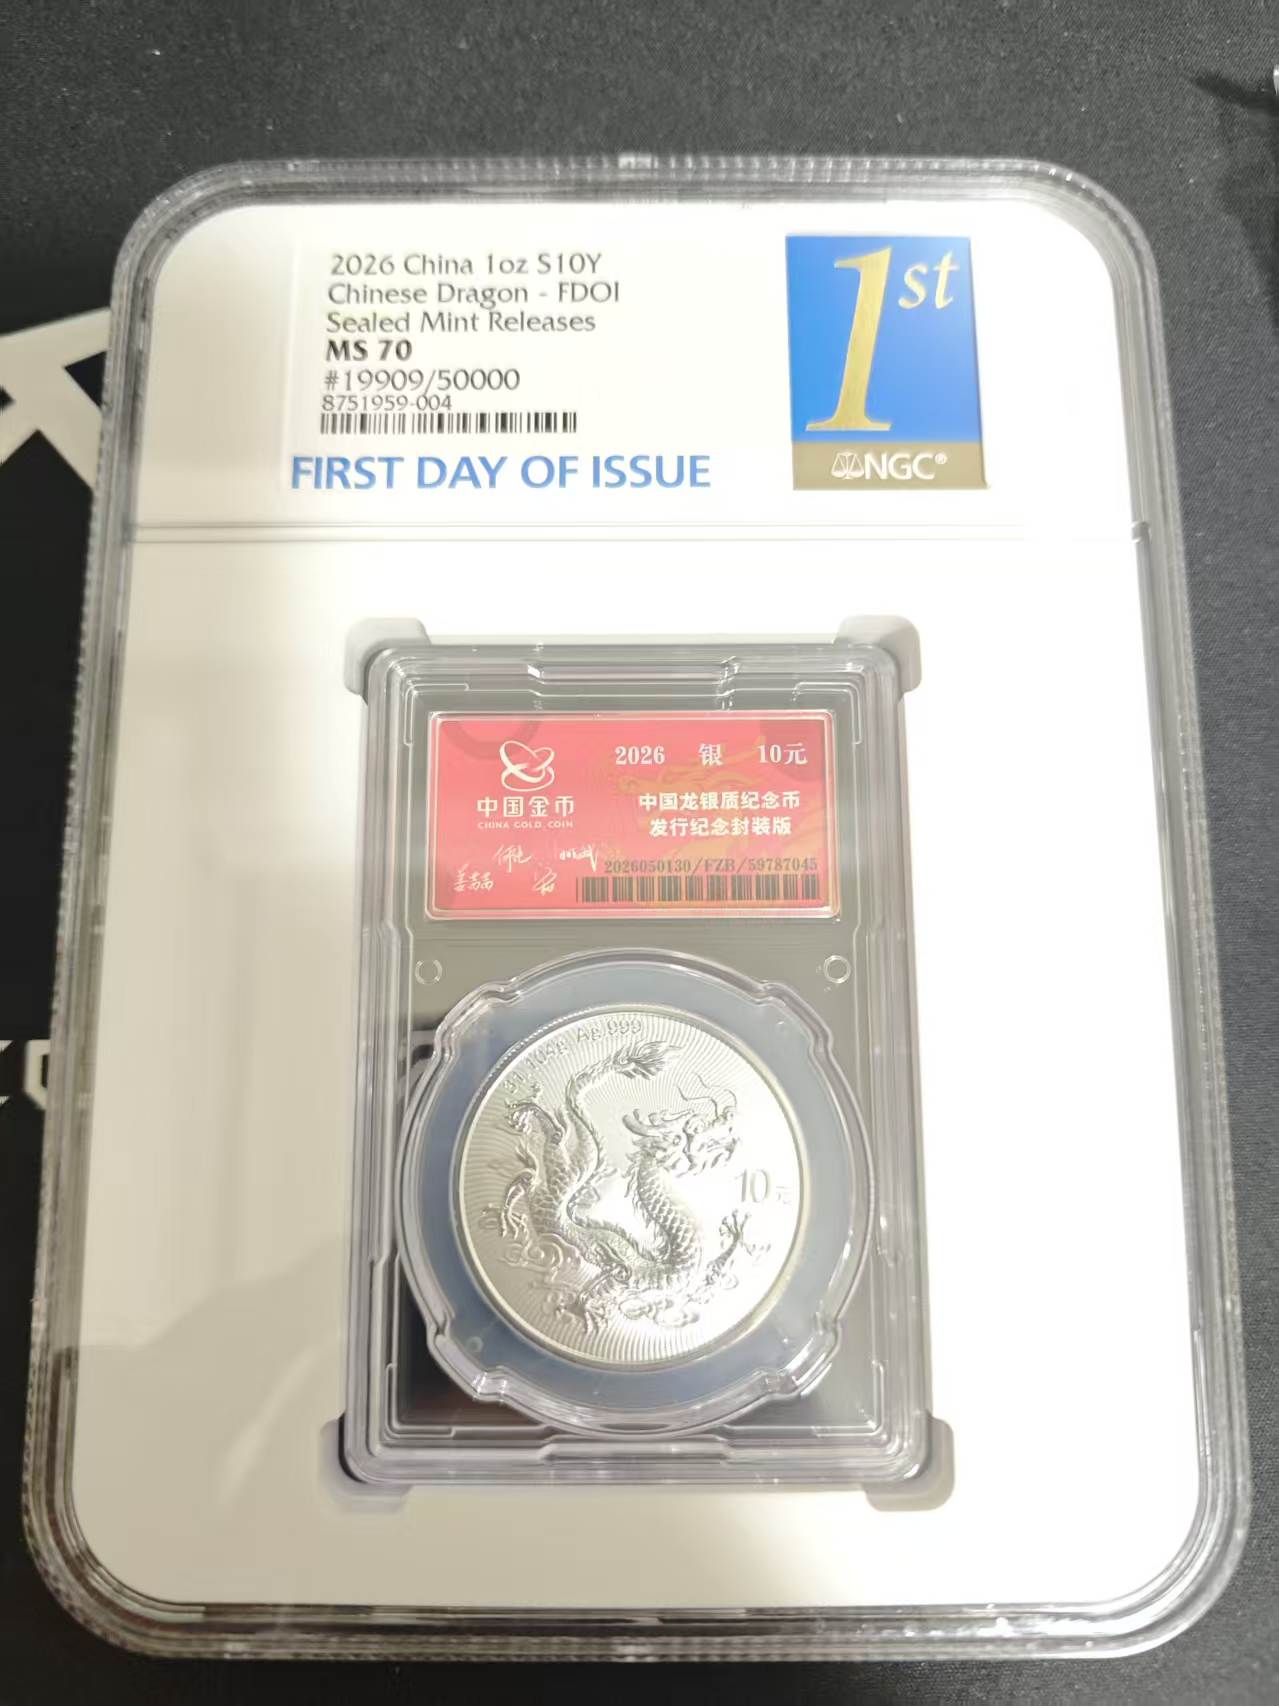 2026 China 1oz S10Y
Chinese Dragon - FDOI
Sealed Mint Releases
MS 70
#19909/50000
8751959-004
FIRST DAY OF ISSUE
1st
NGC®
2026 银 10元
中国金币
CHINA GOLD COIN
中国龙银质纪念币
发行纪念封装版
2026050130/FZB/59787045
31.104g Ag.999
10元